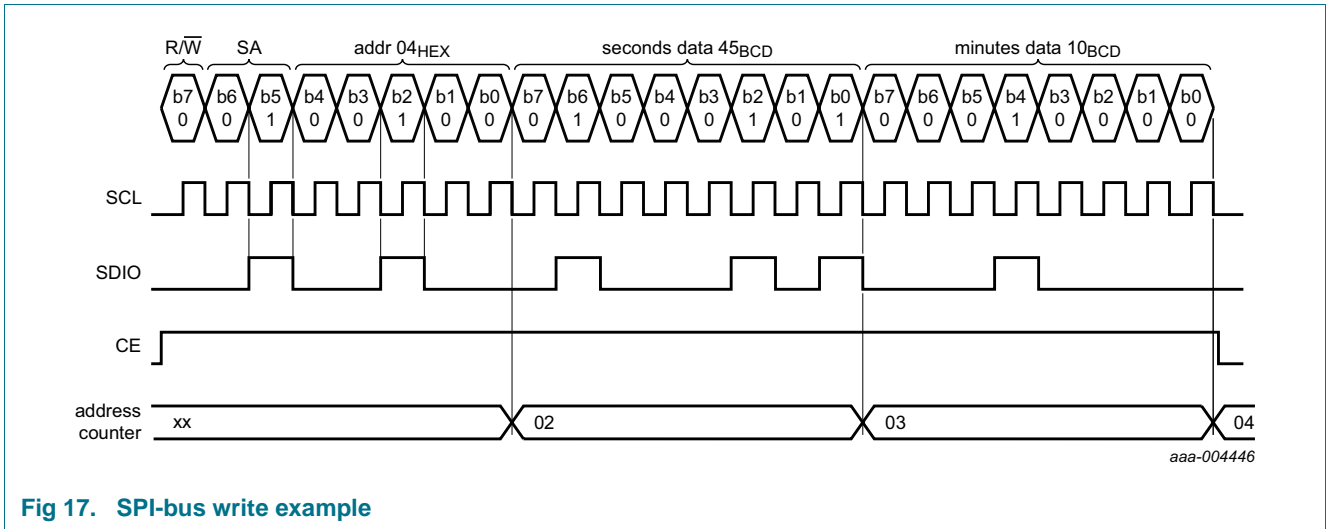 R/W SA addr 04HEX seconds data 45BCD minutes data 10BCD
b7 b6 b5 b4 b3 b2 b1 b0 b7 b6 b5 b4 b3 b2 b1 b0 b7 b6 b5 b4 b3 b2 b1 b0
0 0 1 0 0 1 0 0 0 1 0 0 0 1 0 1 0 0 0 1 0 0 0 0
SCL
SDIO
CE
address
counter
xx 02 03 04
aaa-004446
Fig 17. SPI-bus write example